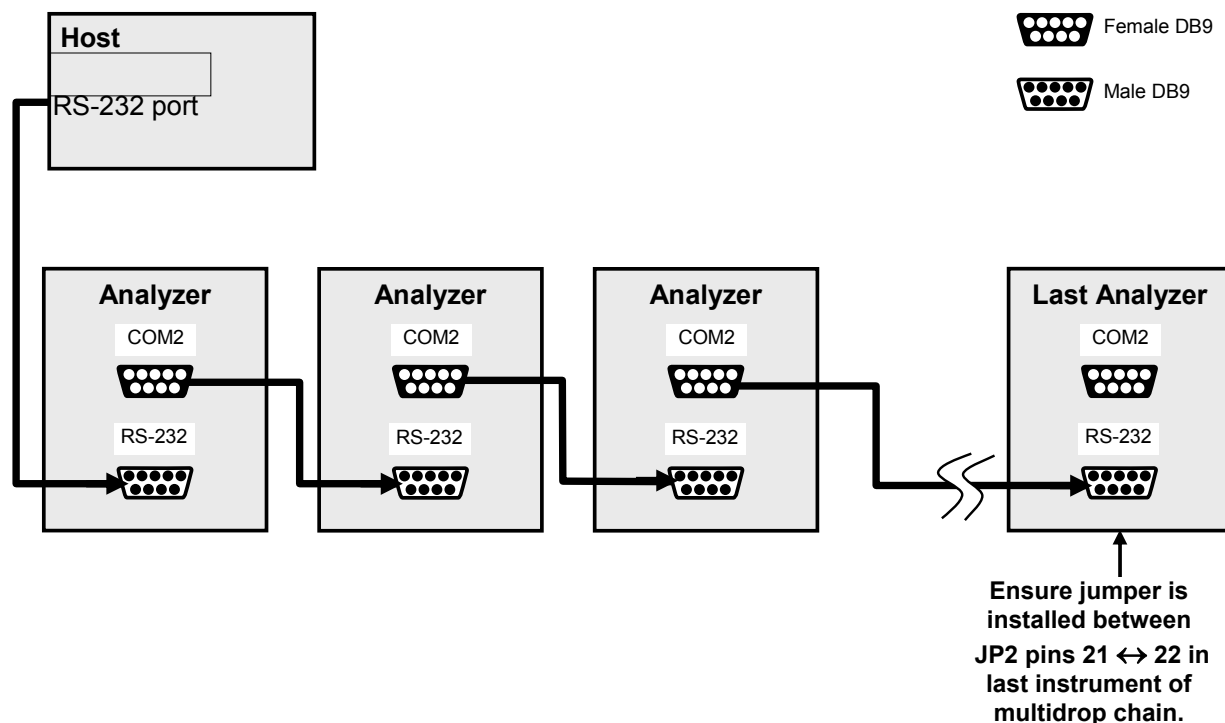 Host
RS-232 port
Female DB9
Male DB9
Analyzer
COM2
RS-232
Analyzer
COM2
RS-232
Analyzer
COM2
RS-232
Last Analyzer
COM2
RS-232
Ensure jumper is
installed between
JP2 pins 21 ↔ 22 in
last instrument of
multidrop chain.